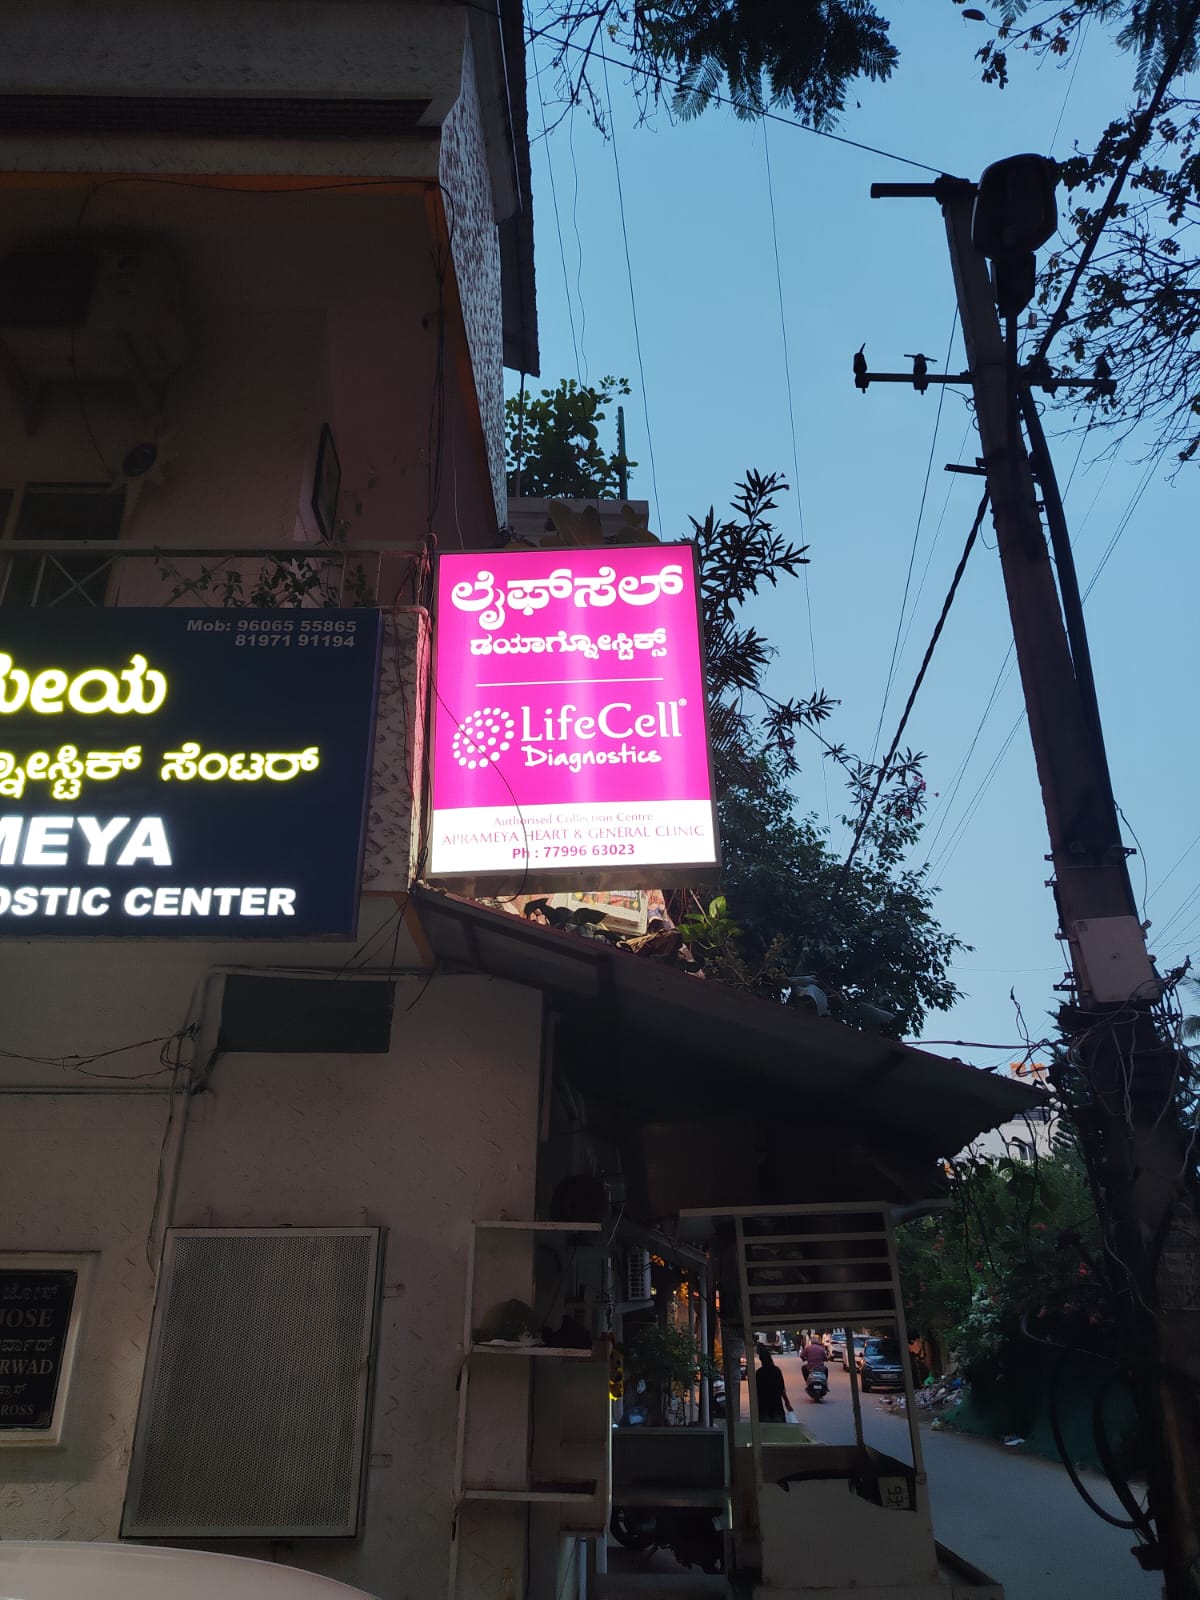 Mob: 96065 55865
81971 91194
ಮೇಯ
ನೋಸ್ಟಿಕ್ ಸೆಂಟರ್
MEYA
OSTIC CENTER
ಲೈಫ್‌ಸೆಲ್
ಡಯಾಗ್ನೋಸ್ಟಿಕ್ಸ್
LifeCell®
Diagnostics
Authorised Collection Centre
APRAMEYA HEART & GENERAL CLINIC
Ph : 77996 63023
JOSE
RWAD
ROSS